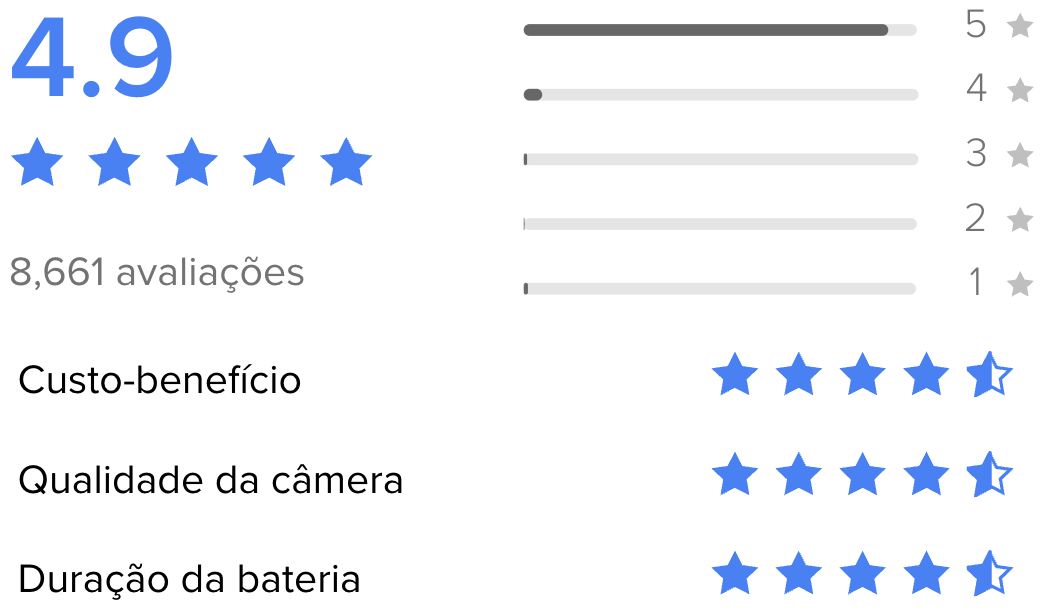 4.9
8,661 avaliações
5
4
3
2
1
Custo-benefício
Qualidade da câmera
Duração da bateria